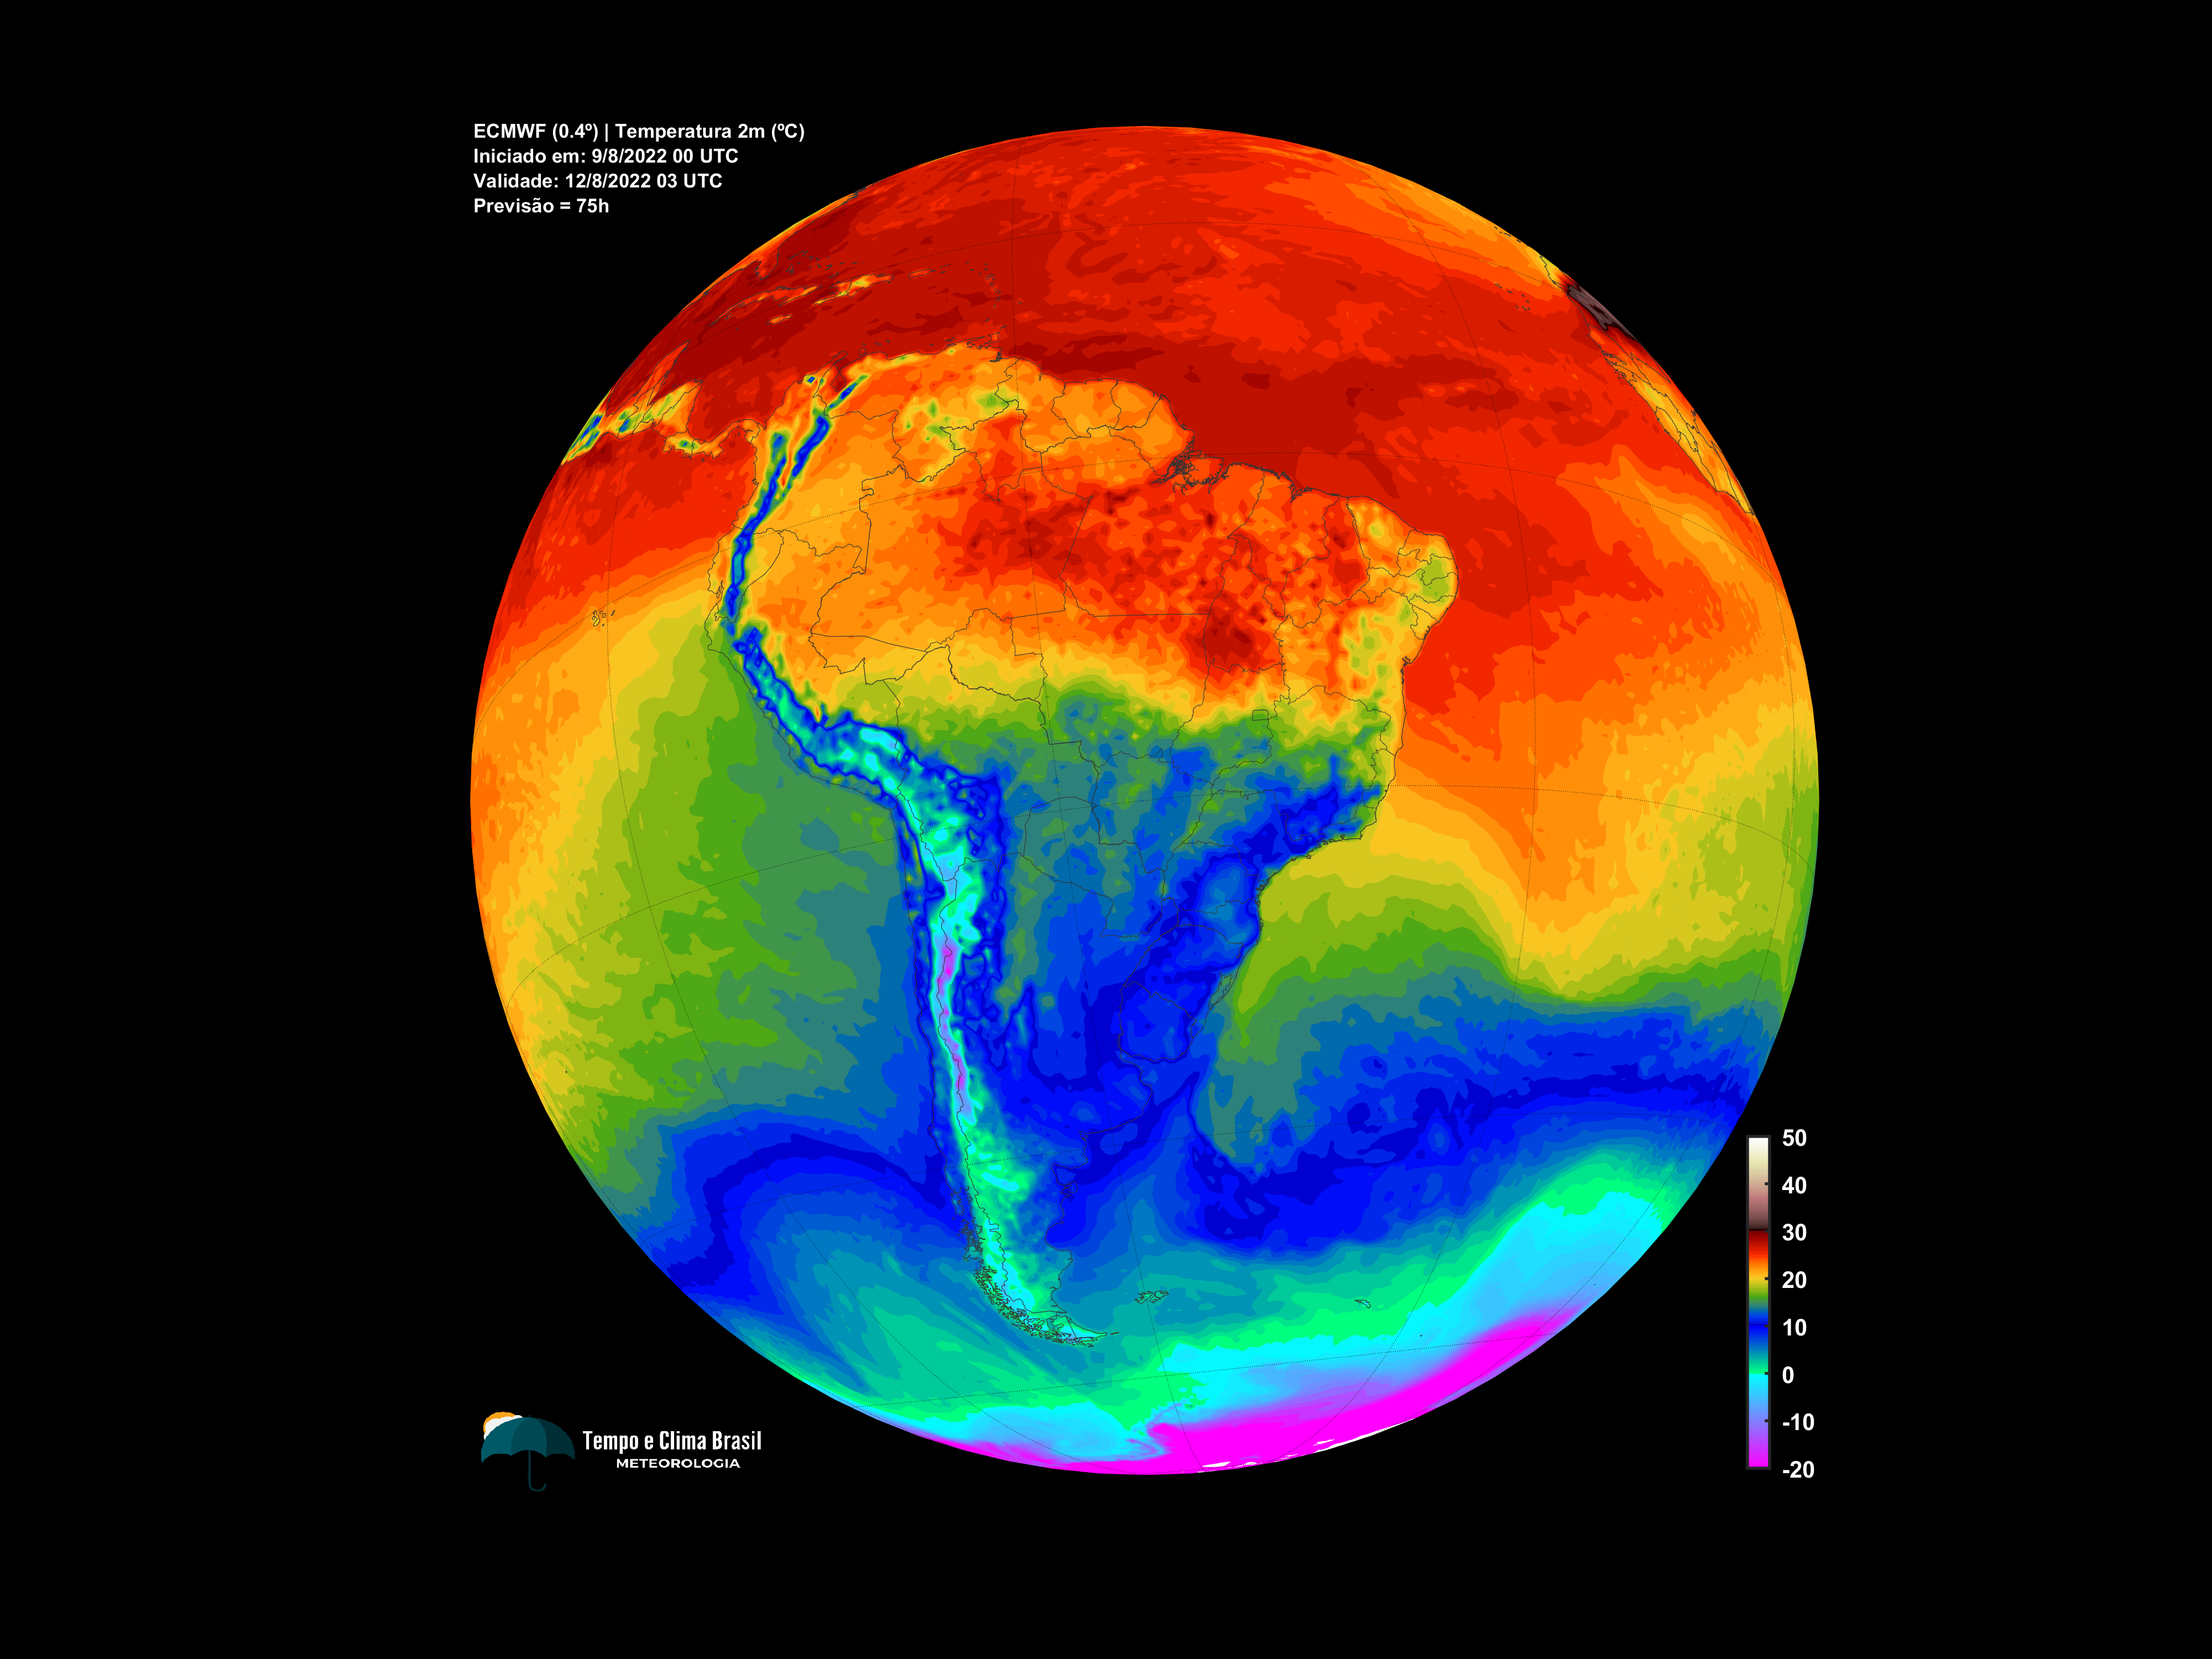 ECMWF (0.4º) | Temperatura 2m (ºC)
Iniciado em: 9/8/2022 00 UTC
Validade: 12/8/2022 03 UTC
Previsão = 75h
50
40
30
20
10
0
-10
-20
Tempo e Clima Brasil
METEOROLOGIA